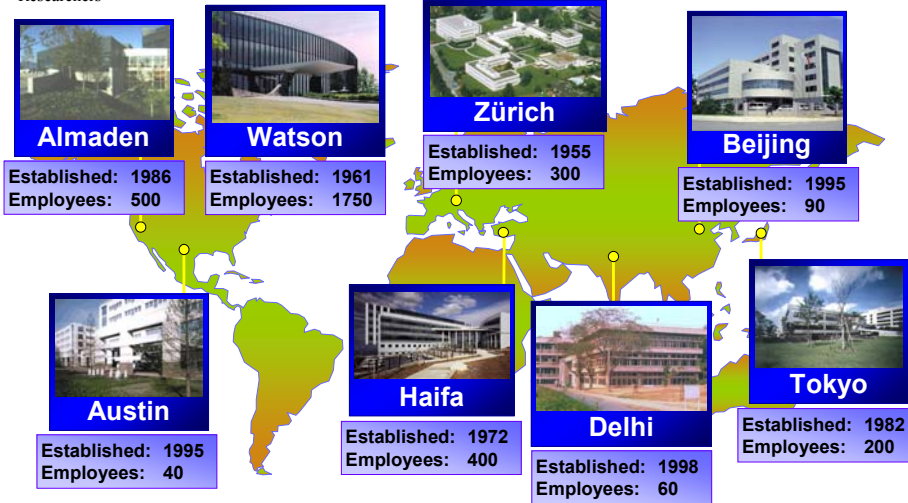 Researchers
Almaden
Established: 1986
Employees: 500
Watson
Established: 1961
Employees: 1750
Zürich
Established: 1955
Employees: 300
Beijing
Established: 1995
Employees: 90
Austin
Established: 1995
Employees: 40
Haifa
Established: 1972
Employees: 400
Delhi
Established: 1998
Employees: 60
Tokyo
Established: 1982
Employees: 200